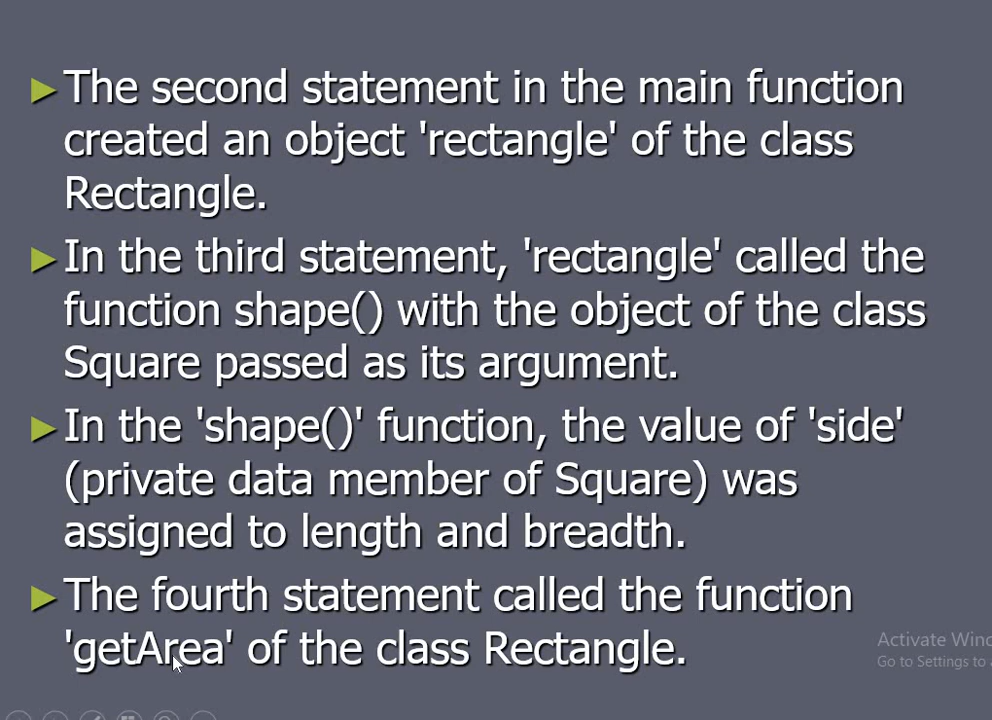 The second statement in the main function
created an object 'rectangle' of the class
Rectangle.
In the third statement, 'rectangle' called the
function shape() with the object of the class
Square passed as its argument.
In the 'shape()' function, the value of 'side'
(private data member of Square) was
assigned to length and breadth.
The fourth statement called the function
'getArea' of the class Rectangle.
Activate Wind
Go to Settings to